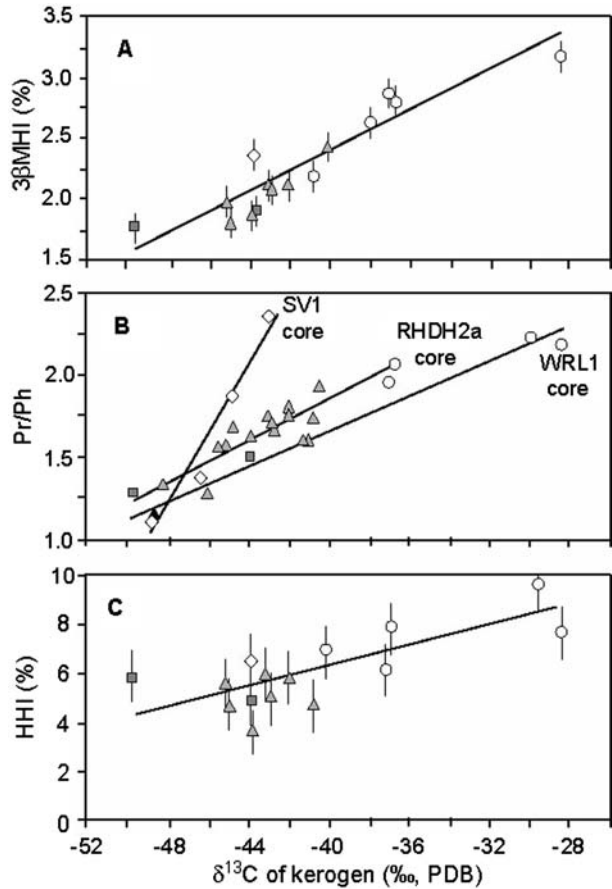 A
3βMHI (%)
3.5
3.0
2.5
2.0
1.5
B
Pr/Ph
2.5
2.0
1.5
1.0
SV1
core
RHDH2a
core
WRL1
core
C
HHI (%)
10
8
6
4
2
0
-52 -48 -44 -40 -36 -32 -28
δ¹³C of kerogen (‰, PDB)